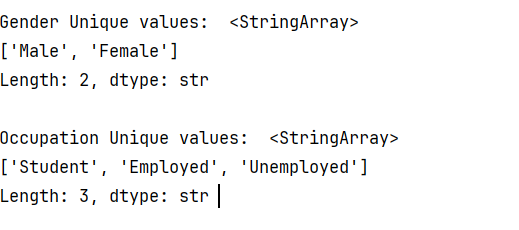 Gender Unique values:  <StringArray>
['Male', 'Female']
Length: 2, dtype: str

Occupation Unique values:  <StringArray>
['Student', 'Employed', 'Unemployed']
Length: 3, dtype: str